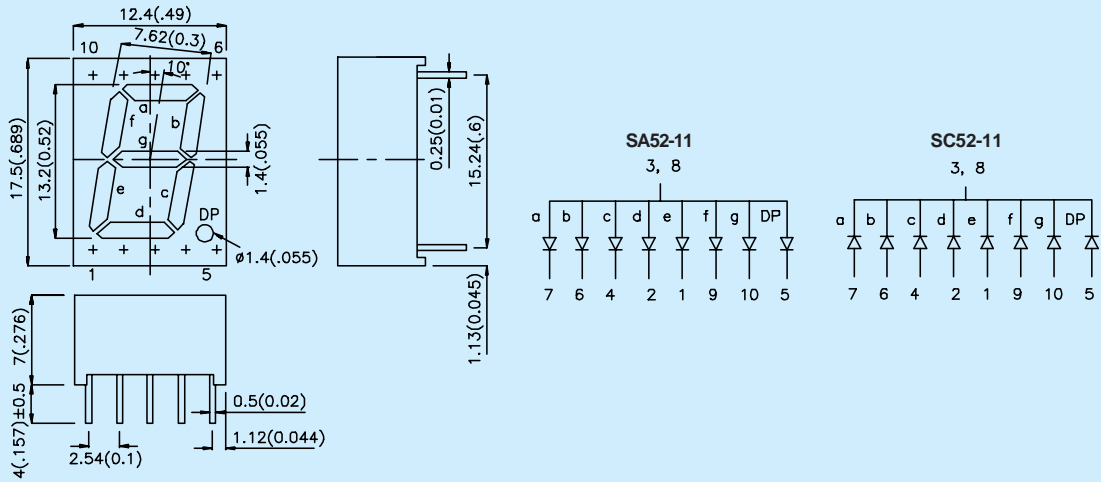 12.4(.49)
7.62(0.3)
10 6
10°
a
f b
g
e c
d
DP
1 5
17.5(.689)
13.2(0.52)
1.4(.055)
ø1.4(.055)
0.25(0.01)
15.24(.6)
1.13(0.045)
7(.276)
4(.157)±0.5
2.54(0.1)
0.5(0.02)
1.12(0.044)
SA52-11
3, 8
a b c d e f g DP
7 6 4 2 1 9 10 5
SC52-11
3, 8
a b c d e f g DP
7 6 4 2 1 9 10 5